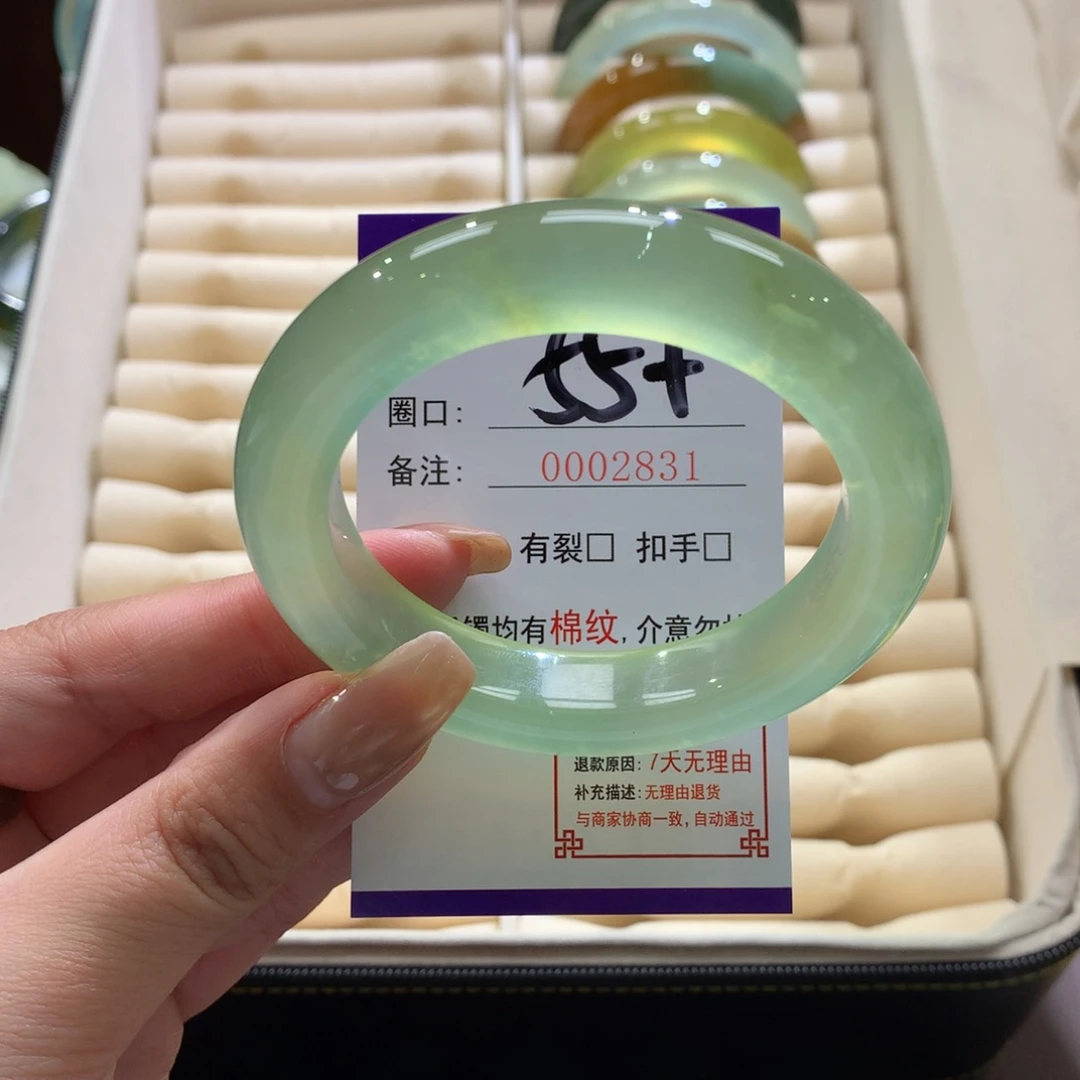 圈口: 55+
备注: 0002831
有裂□ 扣手□
镯均有棉纹, 介意勿
退款原因: 7天无理由
补充描述: 无理由退货
与商家协商一致, 自动通过